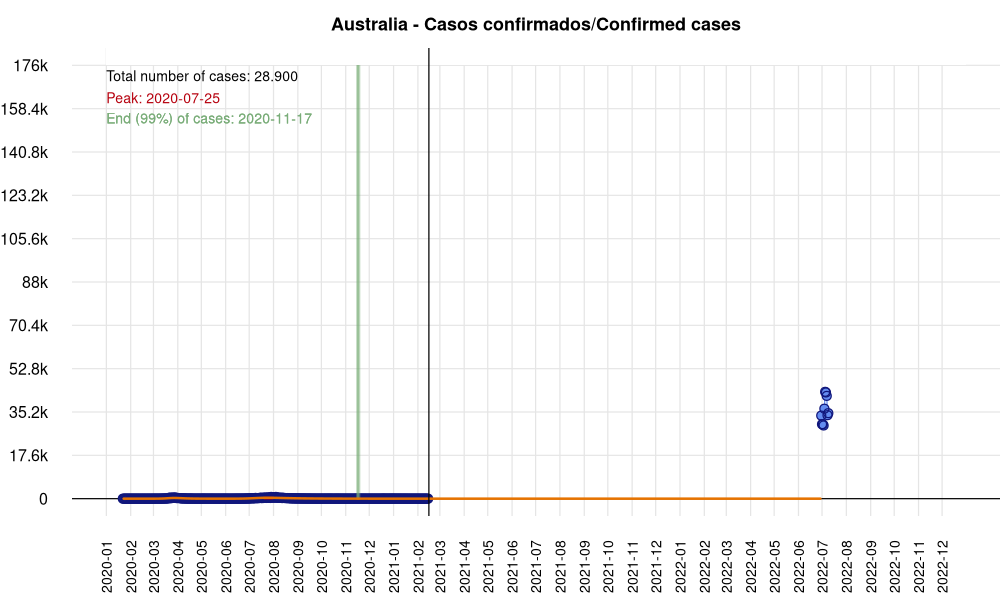 Australia - Casos confirmados/Confirmed cases
176k
Total number of cases: 28.900
Peak: 2020-07-25
158.4k
End (99%) of cases: 2020-11-17
140.8k
123.2k
105.6k
88k
70.4k
52.8k
35.2k
17.6k
0
2020-01
2020-02
2020-03
2020-04
2020-05
2020-06
2020-07
2020-08
2020-09
2020-10
2020-11
2020-12
2021-01
2021-02
2021-03
2021-04
2021-05
2021-06
2021-07
2021-08
2021-09
2021-10
2021-11
2021-12
2022-01
2022-02
2022-03
2022-04
2022-05
2022-06
2022-07
2022-08
2022-09
2022-10
2022-11
2022-12